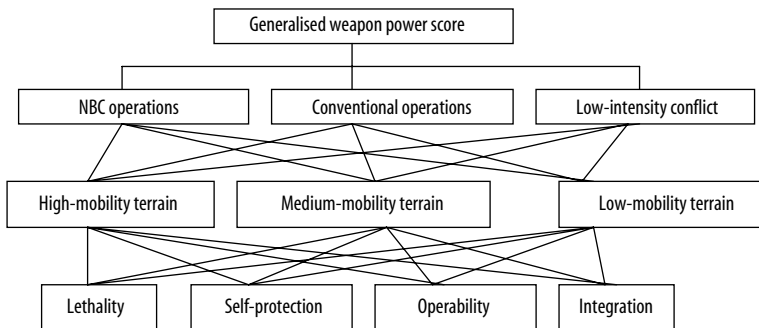 Generalised weapon power score
NBC operations
Conventional operations
Low-intensity conflict
High-mobility terrain
Medium-mobility terrain
Low-mobility terrain
Lethality
Self-protection
Operability
Integration